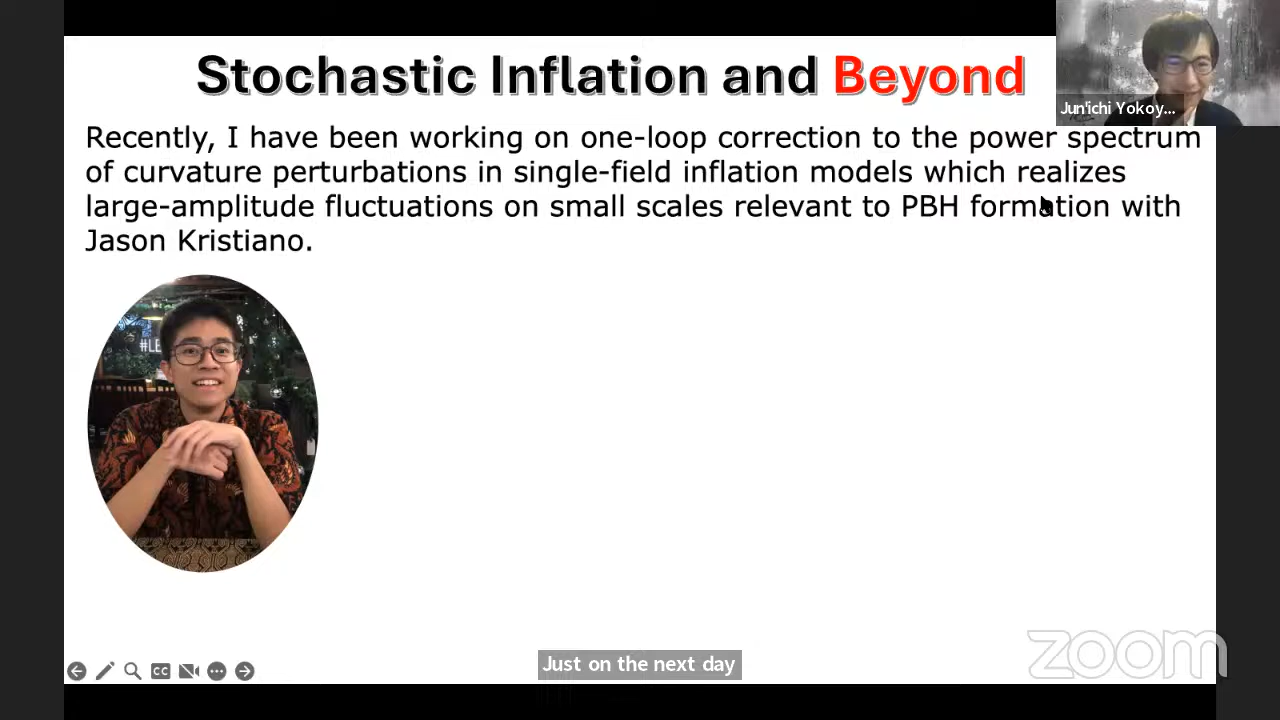 Stochastic Inflation and Beyond
Jun'ichi Yokoy...
Recently, I have been working on one-loop correction to the power spectrum
of curvature perturbations in single-field inflation models which realizes
large-amplitude fluctuations on small scales relevant to PBH formation with
Jason Kristiano.
#LE
CC
Just on the next day
zoom